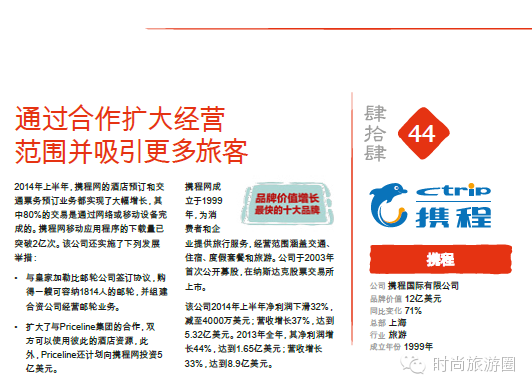 通过合作扩大经营
范围并吸引更多旅客
2014年上半年，携程网的酒店预订和交
通票务预订业务都实现了大幅增长，其
中80%的交易是通过网络或移动设备完
成的。携程网移动应用程序的下载量已
突破2亿次。该公司还实施了下列发展
举措：
• 与皇家加勒比邮轮公司签订协议，购
得一艘可容纳1814人的邮轮，并组建
合资公司经营邮轮业务。
• 扩大了与Priceline集团的合作，双
方可以使用彼此的酒店资源，此
外，Priceline还计划向携程网投资5
亿美元。
携程网成
立于1999
年，为消
费者和企
业提供旅行服务，经营范围涵盖交通、
住宿、度假套餐和旅游。公司于2003年
首次公开募股，在纳斯达克股票交易所
上市。
品牌价值增长
最快的十大品牌
该公司2014年上半年净利润下滑32%，
减至4000万美元；营收增长37%，达到
5.32亿美元。2013年全年，其净利润增
长44%，达到1.65亿美元；营收增长
33%，达到8.9亿美元。
肆
拾
肆
44
ctrip
携程
携程
公司 携程国际有限公司
品牌价值 12亿美元
同比变化 71%
总部 上海
行业 旅游
成立年份 1999年
时尚旅游圈